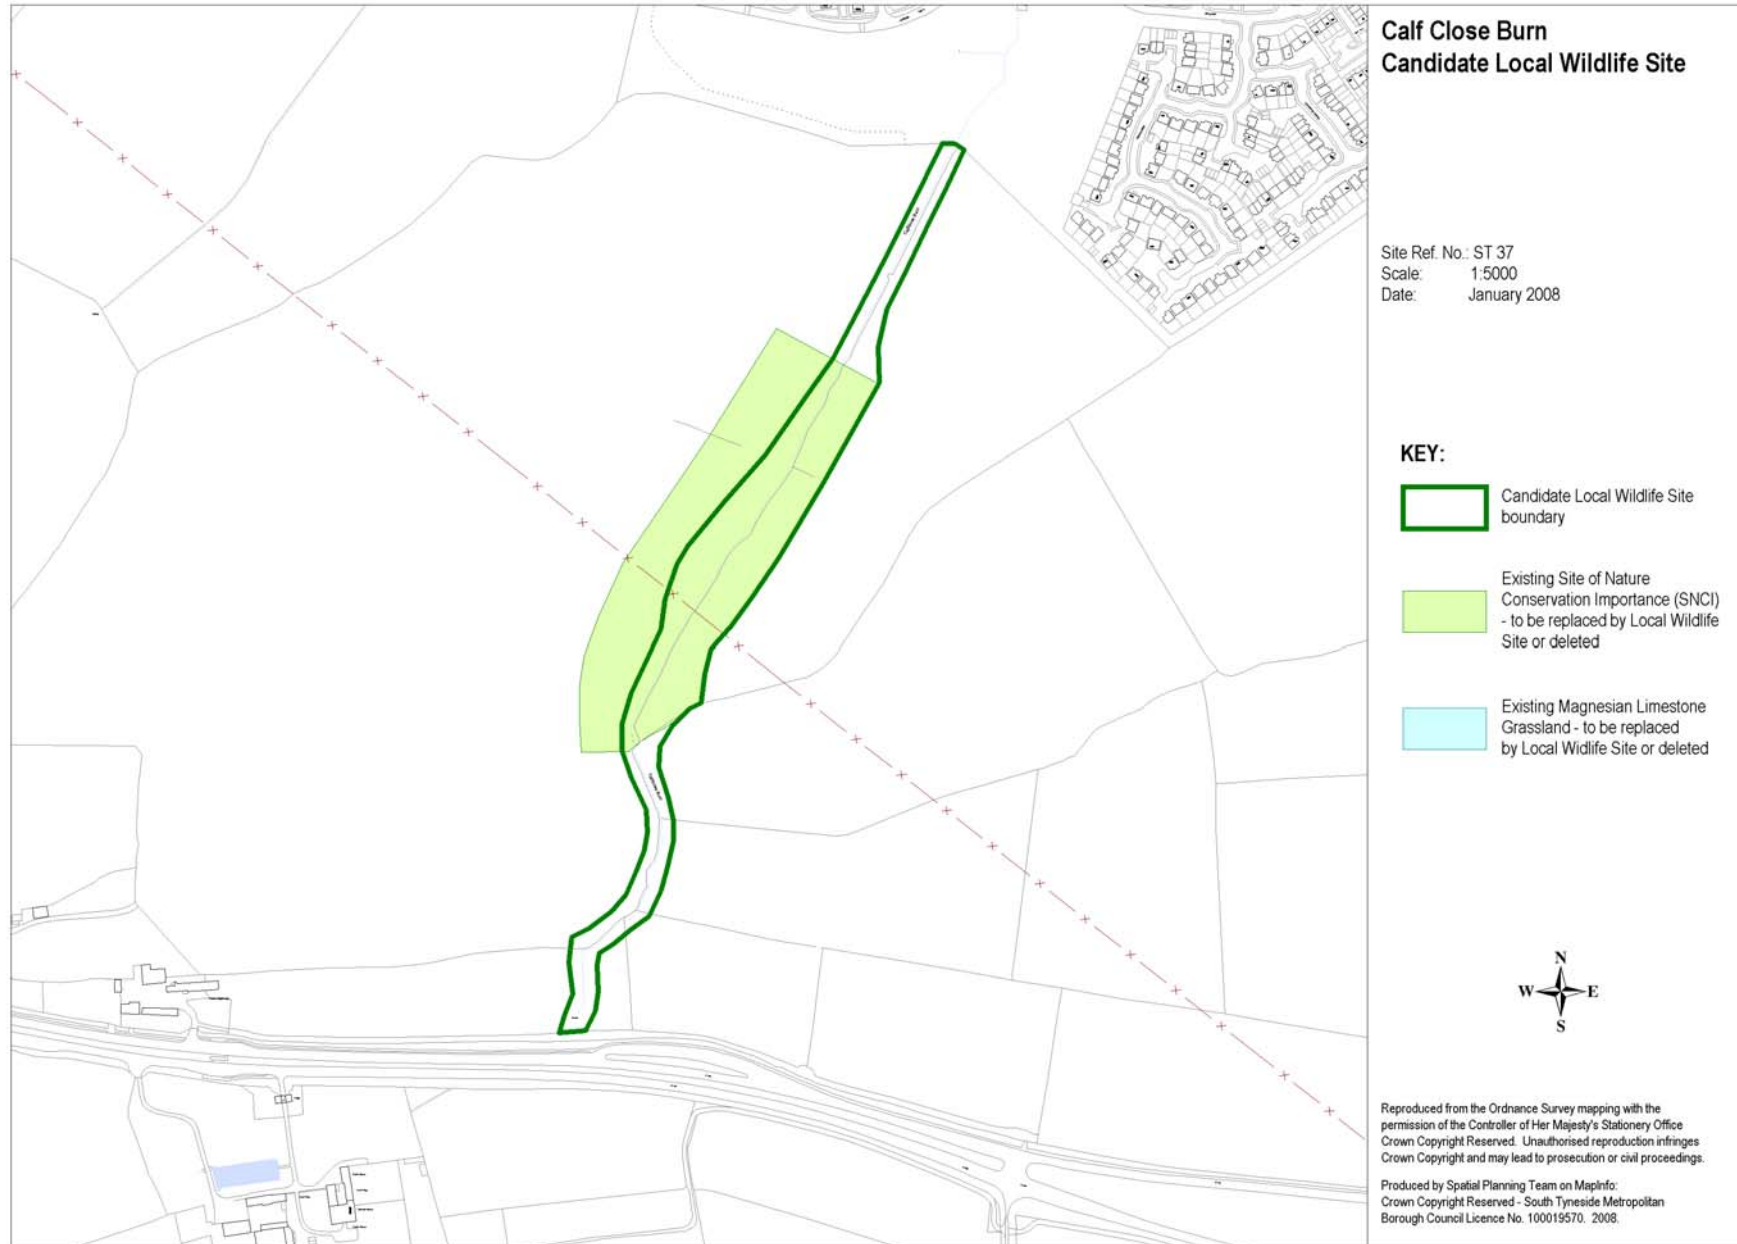 Calf Close Burn
Candidate Local Wildlife Site
Site Ref. No.: ST 37
Scale: 1:5000
Date: January 2008
KEY:
Candidate Local Wildlife Site
boundary
Existing Site of Nature
Conservation Importance (SNCI)
- to be replaced by Local Wildlife
Site or deleted
Existing Magnesian Limestone
Grassland - to be replaced
by Local Widlife Site or deleted
N
W E
S
Reproduced from the Ordnance Survey mapping with the
permission of the Controller of Her Majesty's Stationery Office
Crown Copyright Reserved. Unauthorised reproduction infringes
Crown Copyright and may lead to prosecution or civil proceedings.
Produced by Spatial Planning Team on MapInfo:
Crown Copyright Reserved - South Tyneside Metropolitan
Borough Council Licence No. 100019570. 2008.